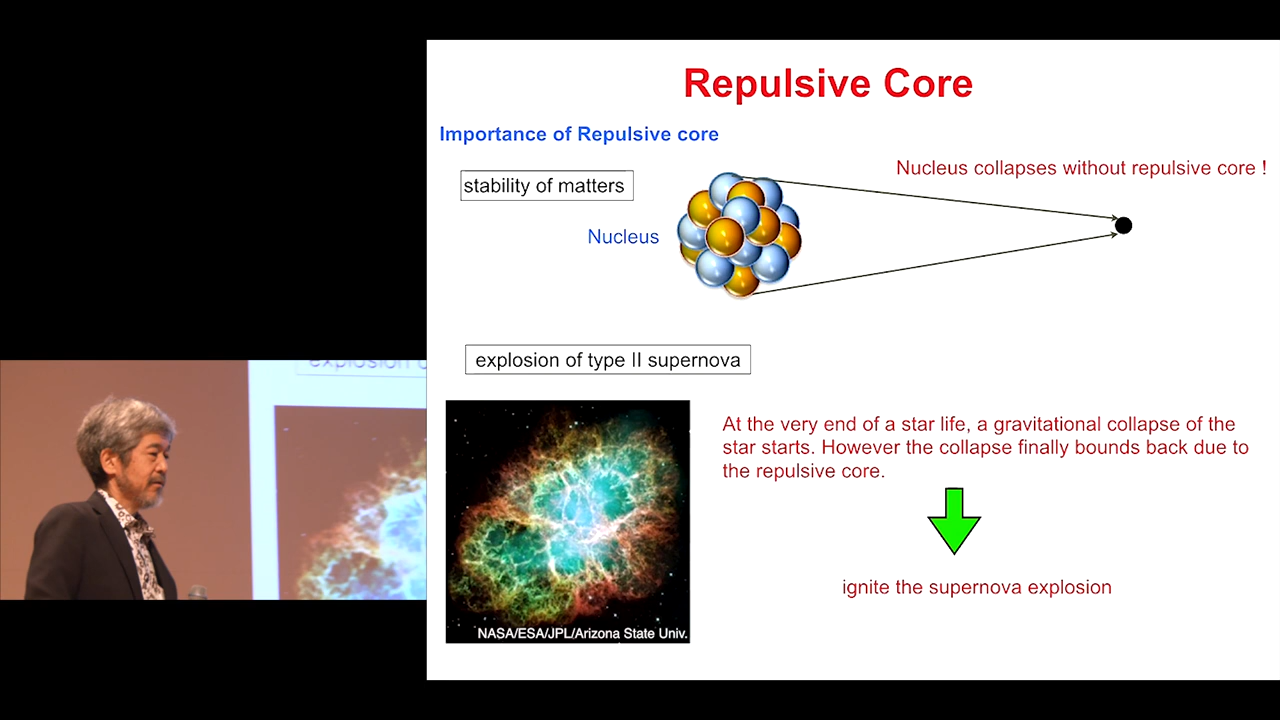 Repulsive Core
Importance of Repulsive core
stability of matters
Nucleus collapses without repulsive core !
Nucleus
explosion of type II supernova
At the very end of a star life, a gravitational collapse of the
star starts. However the collapse finally bounds back due to
the repulsive core.
ignite the supernova explosion
NASA/ESA/JPL/Arizona State Univ.
explosion